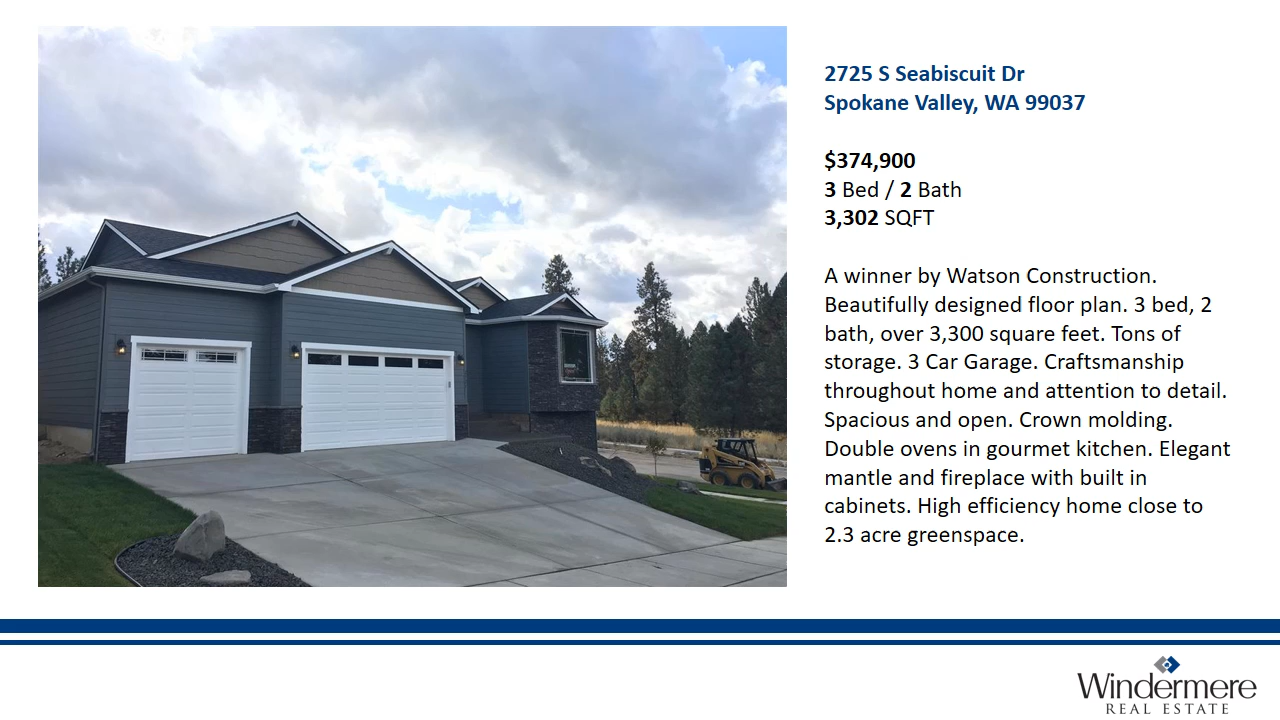 2725 S Seabiscuit Dr
Spokane Valley, WA 99037
$374,900
3 Bed / 2 Bath
3,302 SQFT
A winner by Watson Construction.
Beautifully designed floor plan. 3 bed, 2
bath, over 3,300 square feet. Tons of
storage. 3 Car Garage. Craftsmanship
throughout home and attention to detail.
Spacious and open. Crown molding.
Double ovens in gourmet kitchen. Elegant
mantle and fireplace with built in
cabinets. High efficiency home close to
2.3 acre greenspace.
Windermere
REAL ESTATE